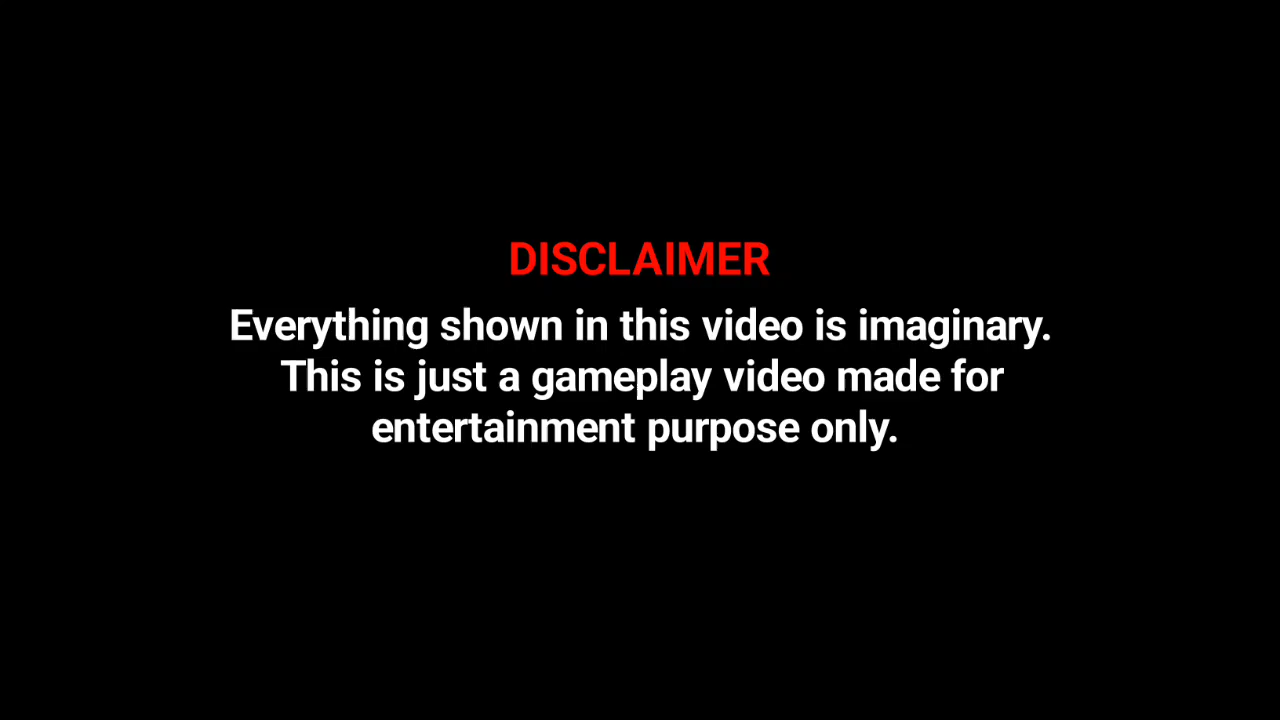 DISCLAIMER
Everything shown in this video is imaginary.
This is just a gameplay video made for
entertainment purpose only.